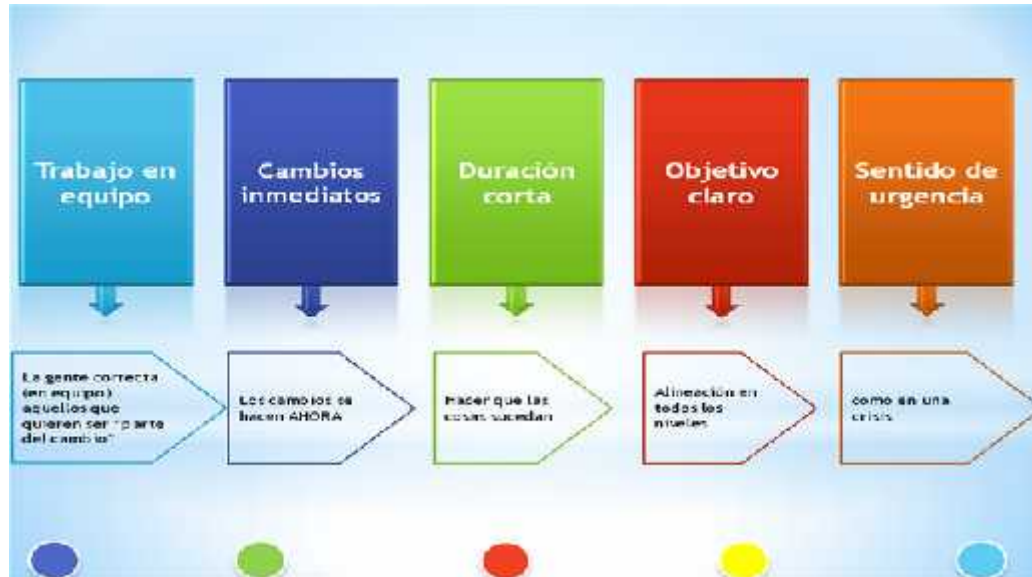 Trabajo en
equipo
Cambios
inmediatos
Duración
corta
Objetivo
claro
Sentido de
urgencia
La gente correcta
(en equipo)
aquellos que
quieren ser "parte
del cambio"
Los cambios se
hacen AHORA
Hacer que las
cosas sucedan
Alineación en
todos los
niveles
como en una
crisis